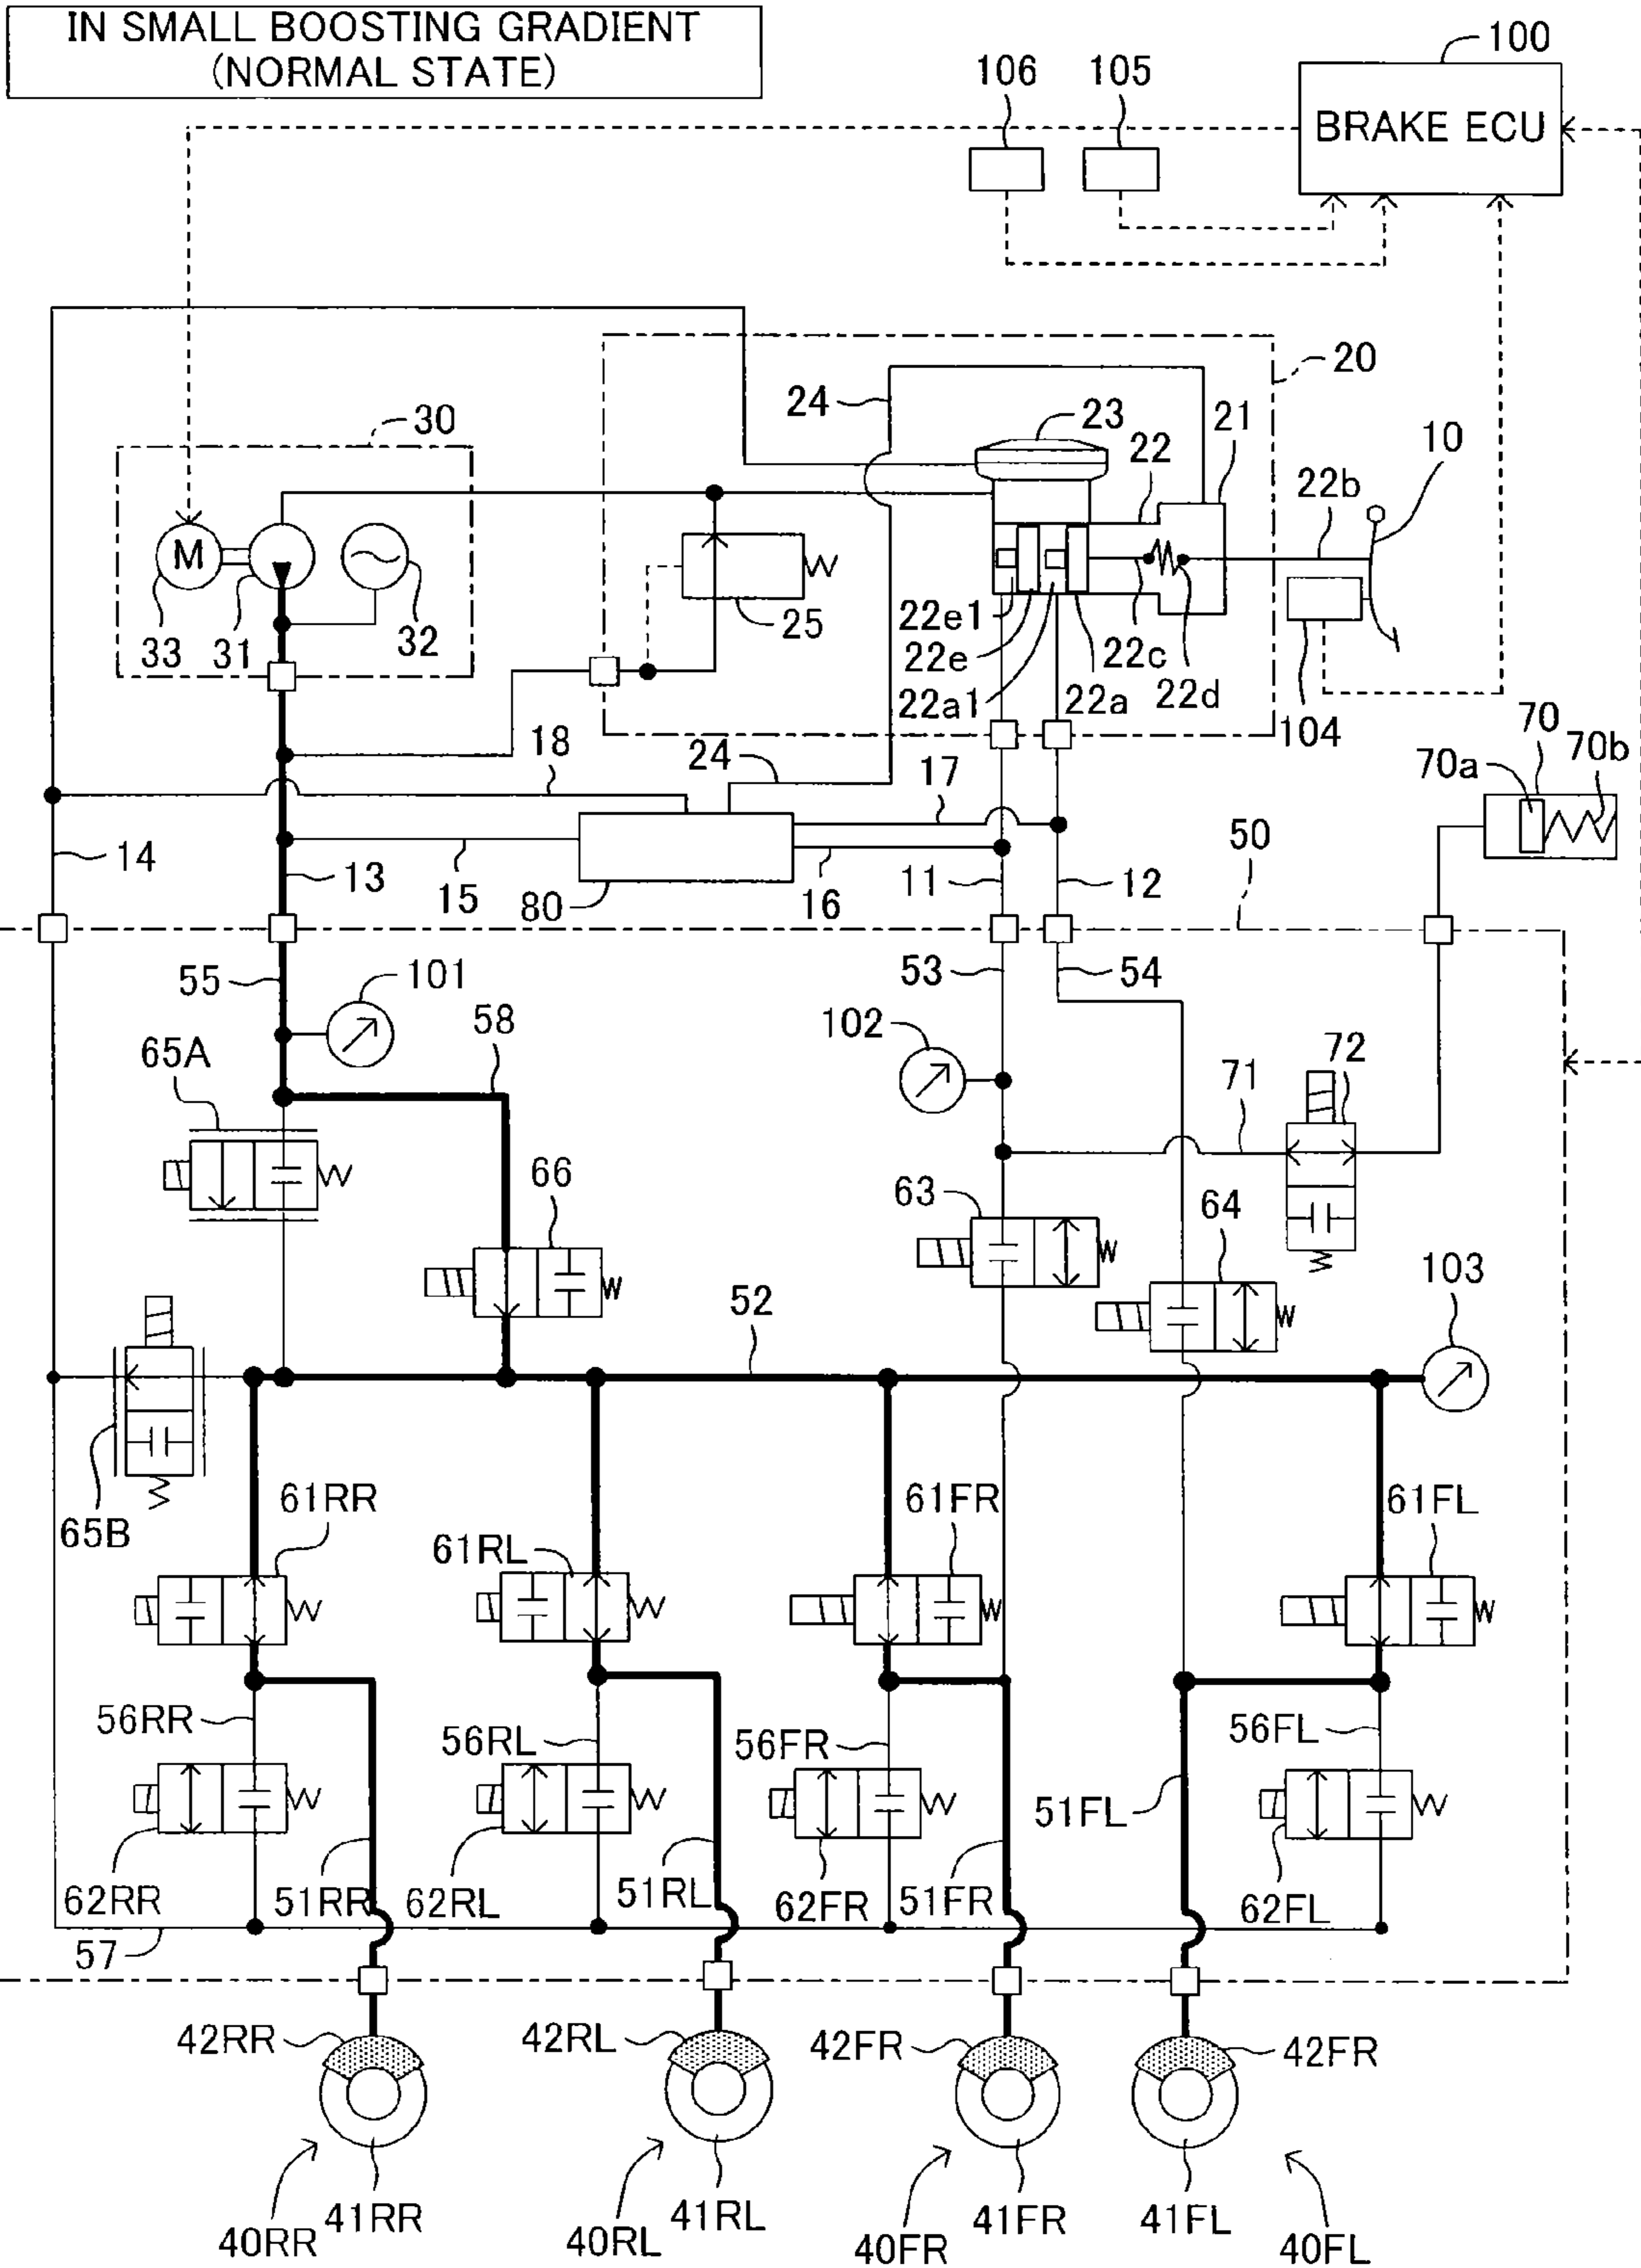 IN SMALL BOOSTING GRADIENT
(NORMAL STATE)
100
106
105
BRAKE ECU
20
24
23
21
30
22
10
22b
M
33
31
32
25
22e1
22e
22a1
22c
22a
22d
104
70
70b
70a
18
24
17
14
13
15
80
16
11
12
50
55
101
53
54
58
102
65A
72
71
66
63
64
103
52
65B
61RR
61RL
61FR
61FL
56RR
56RL
56FR
56FL
51FL
62RR
51RR
62RL
51RL
62FR
51FR
62FL
57
42RR
42RL
42FR
42FR
41RR
41RL
41FR
41FL
40RR
40RL
40FR
40FL